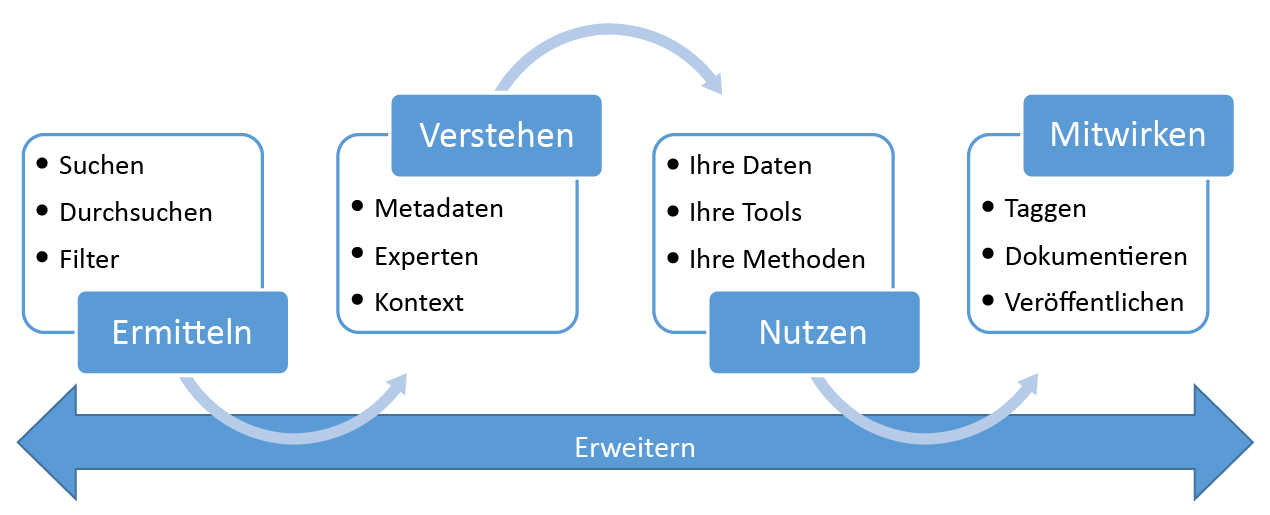 Suchen
Durchsuchen
Filter
Ermitteln
Verstehen
Metadaten
Experten
Kontext
Ihre Daten
Ihre Tools
Ihre Methoden
Nutzen
Mitwirken
Taggen
Dokumentieren
Veröffentlichen
Erweitern